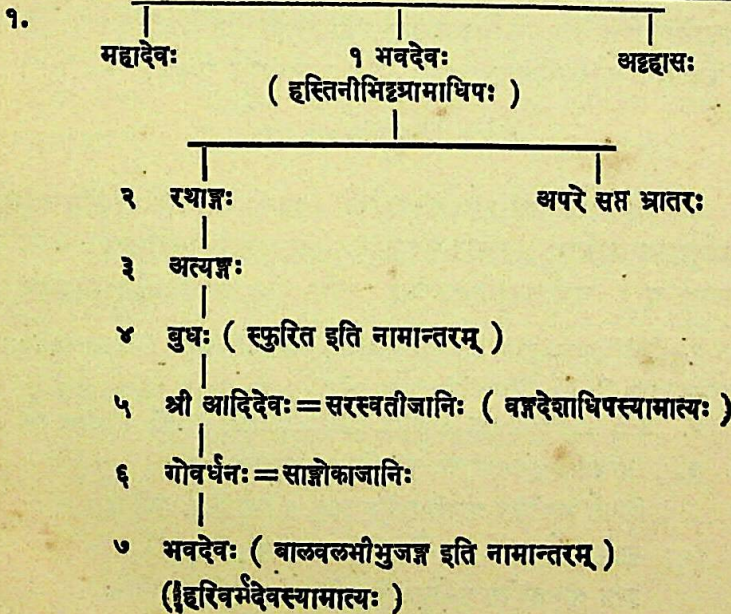 १.
महादेवः १ भवदेवः अट्टहासः
( हस्तिनीभिट्टग्रामाधिपः )
२ रथाङ्गः अपरे सप्त भ्रातरः
३ अत्यङ्गः
४ बुधः ( स्फुरित इति नामान्तरम् )
५ श्री आदिदेवः = सरस्वतीजानिः ( वङ्गदेशाधिपस्यामात्यः )
६ गोवर्धनः = साङ्गोकाजानिः
७ भवदेवः ( बालवलभीभुजङ्ग इति नामान्तरम् )
( हरिवर्मदेवस्यामात्यः )